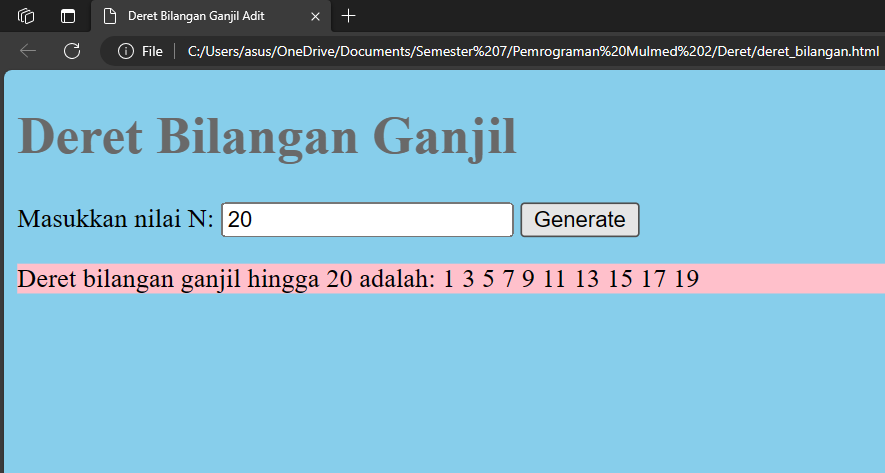 Deret Bilangan Ganjil Adit
File C:/Users/asus/OneDrive/Documents/Semester%207/Pemrograman%20Mulmed%202/Deret/deret_bilangan.html
Deret Bilangan Ganjil
Masukkan nilai N: 20 Generate
Deret bilangan ganjil hingga 20 adalah: 1 3 5 7 9 11 13 15 17 19